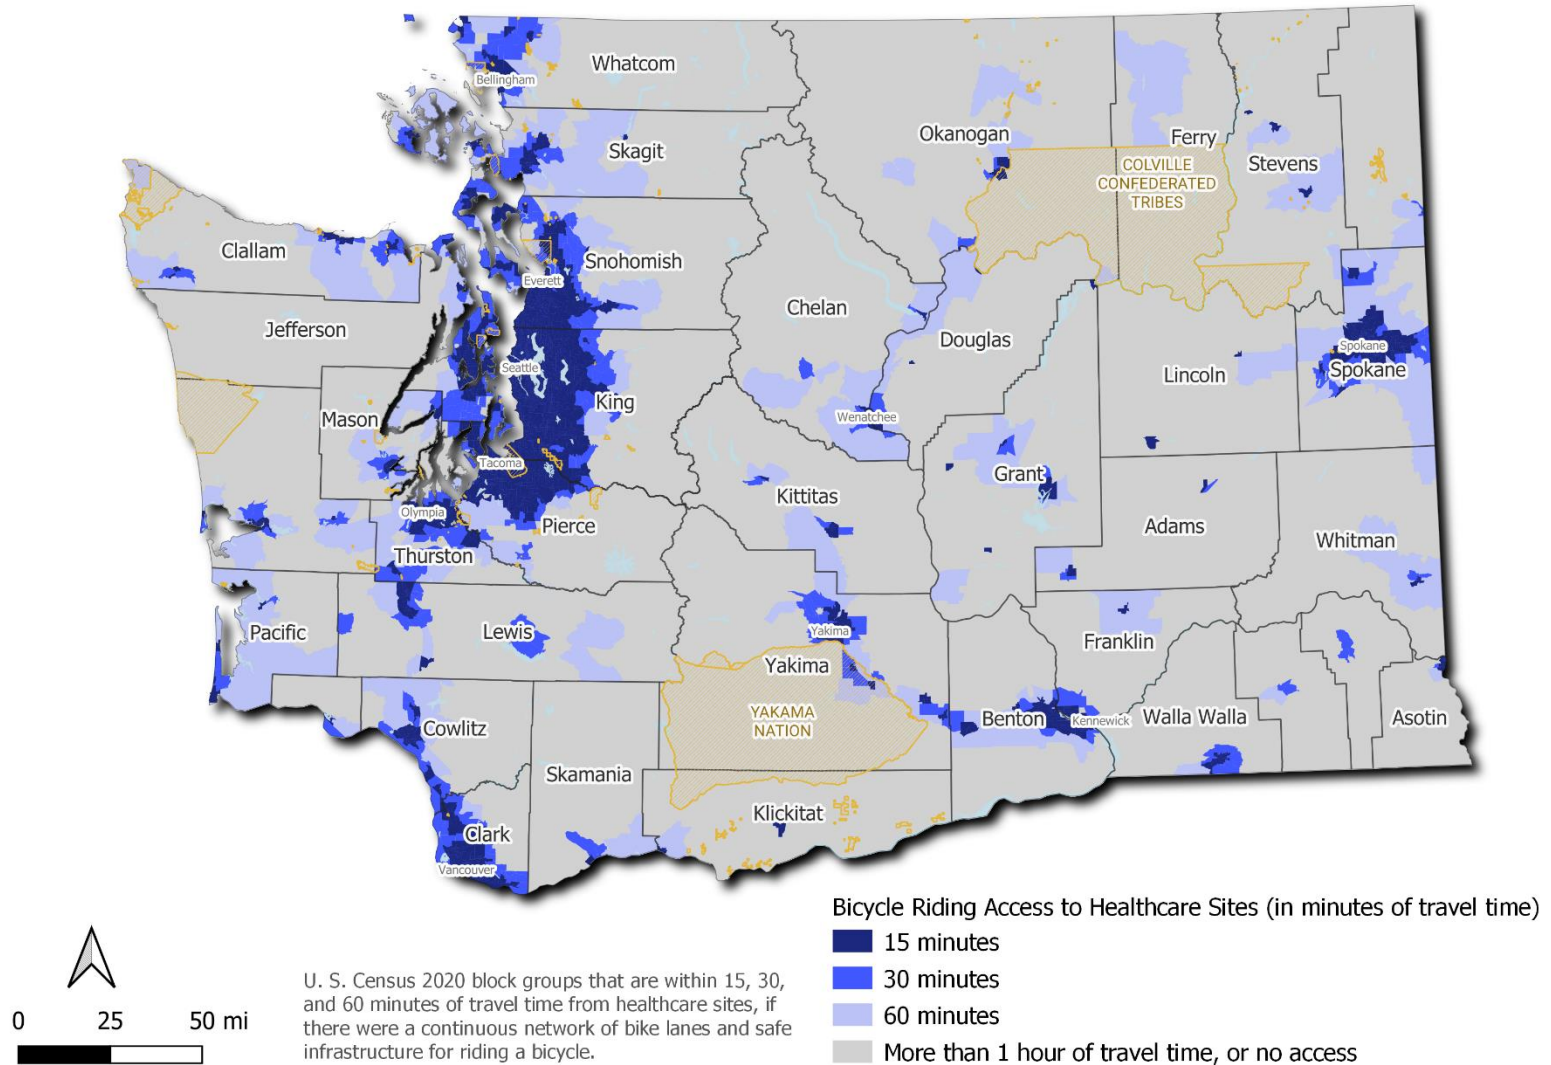 Whatcom
Bellingham
Okanogan
Ferry
Skagit
Stevens
COLVILLE
CONFEDERATED
TRIBES
Clallam
Snohomish
Everett
Chelan
Jefferson
Douglas
Seattle
Spokane
Lincoln
Spokane
King
Mason
Wenatchee
Tacoma
Grant
Kittitas
Olympia
Pierce
Adams
Whitman
Thurston
Pacific
Lewis
Yakima
Franklin
Yakima
YAKAMA
NATION
Benton
Kennewick
Walla Walla
Asotin
Cowlitz
Skamania
Klickitat
Clark
Vancouver
Bicycle Riding Access to Healthcare Sites (in minutes of travel time)
15 minutes
30 minutes
60 minutes
More than 1 hour of travel time, or no access
U. S. Census 2020 block groups that are within 15, 30,
and 60 minutes of travel time from healthcare sites, if
there were a continuous network of bike lanes and safe
infrastructure for riding a bicycle.
0 25 50 mi